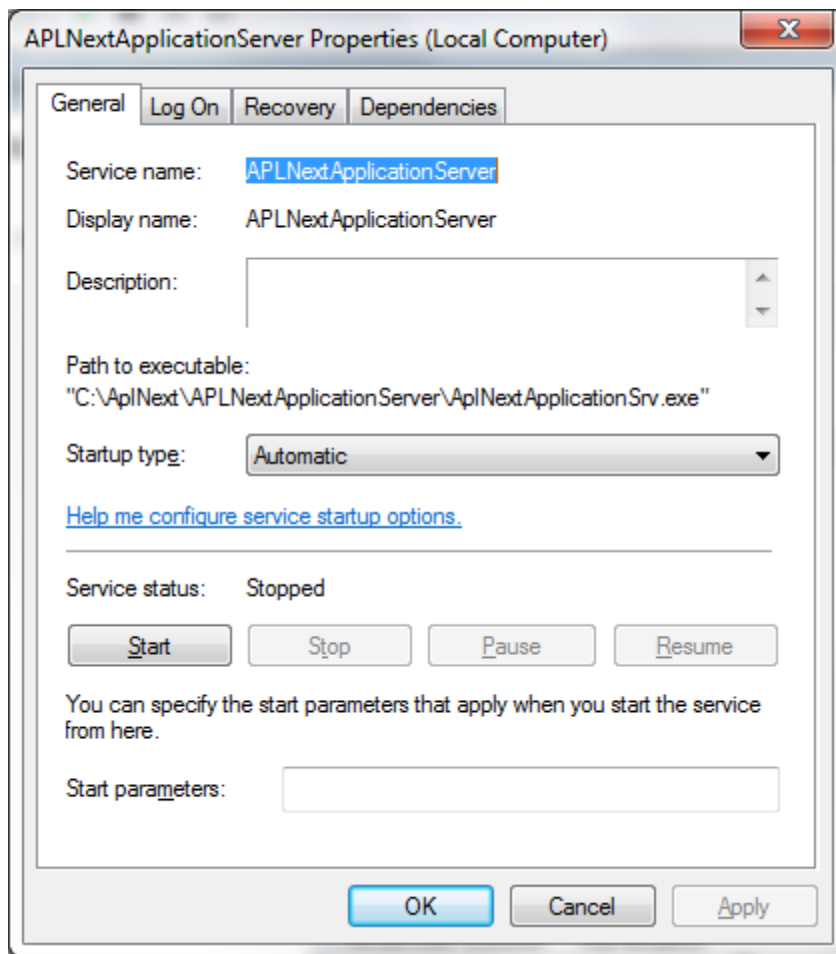 APLNextApplicationServer Properties (Local Computer)
General Log On Recovery Dependencies
Service name: APLNextApplicationServer
Display name: APLNextApplicationServer
Description:
Path to executable:
"C:\AplNext\APLNextApplicationServer\AplNextApplicationSrv.exe"
Startup type: Automatic
Help me configure service startup options.
Service status: Stopped
Start Stop Pause Resume
You can specify the start parameters that apply when you start the service
from here.
Start parameters:
OK Cancel Apply